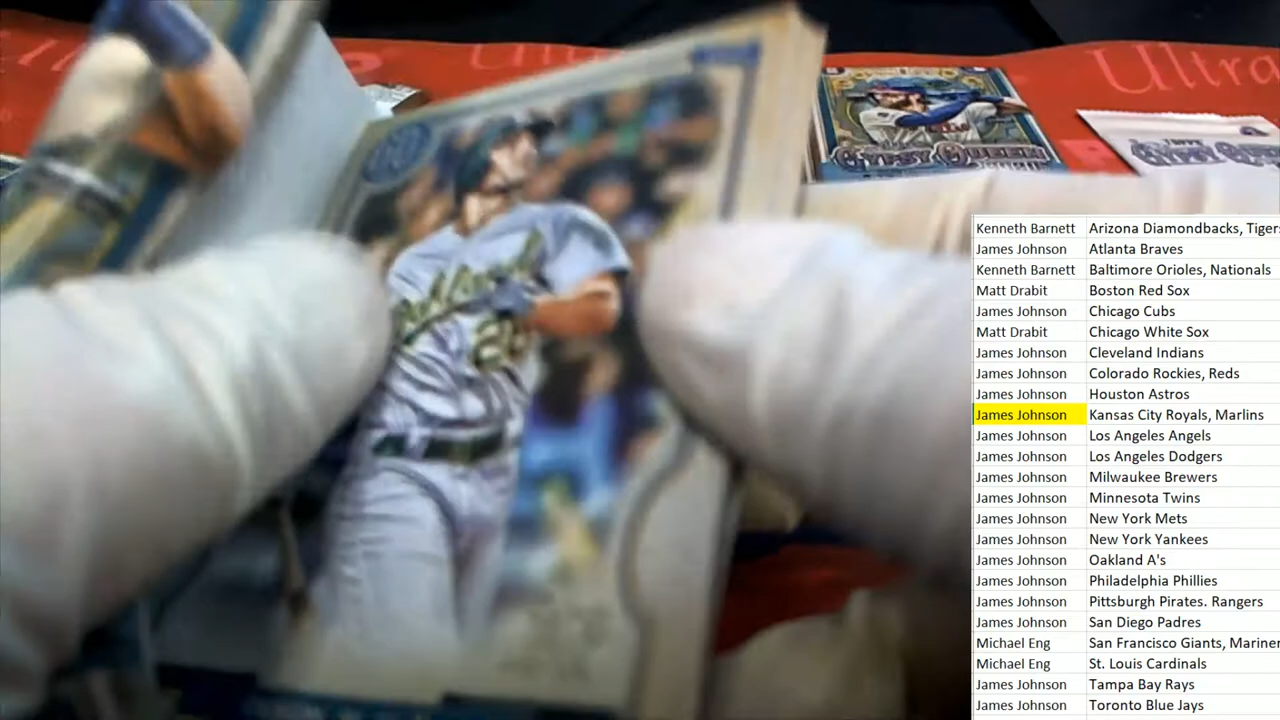 Ultra
GYPSY QUEEN
Kenneth Barnett Arizona Diamondbacks, Tigers
James Johnson Atlanta Braves
Kenneth Barnett Baltimore Orioles, Nationals
Matt Drabit Boston Red Sox
James Johnson Chicago Cubs
Matt Drabit Chicago White Sox
James Johnson Cleveland Indians
James Johnson Colorado Rockies, Reds
James Johnson Houston Astros
James Johnson Kansas City Royals, Marlins
James Johnson Los Angeles Angels
James Johnson Los Angeles Dodgers
James Johnson Milwaukee Brewers
James Johnson Minnesota Twins
James Johnson New York Mets
James Johnson New York Yankees
James Johnson Oakland A's
James Johnson Philadelphia Phillies
James Johnson Pittsburgh Pirates. Rangers
James Johnson San Diego Padres
Michael Eng San Francisco Giants, Mariner
Michael Eng St. Louis Cardinals
James Johnson Tampa Bay Rays
James Johnson Toronto Blue Jays